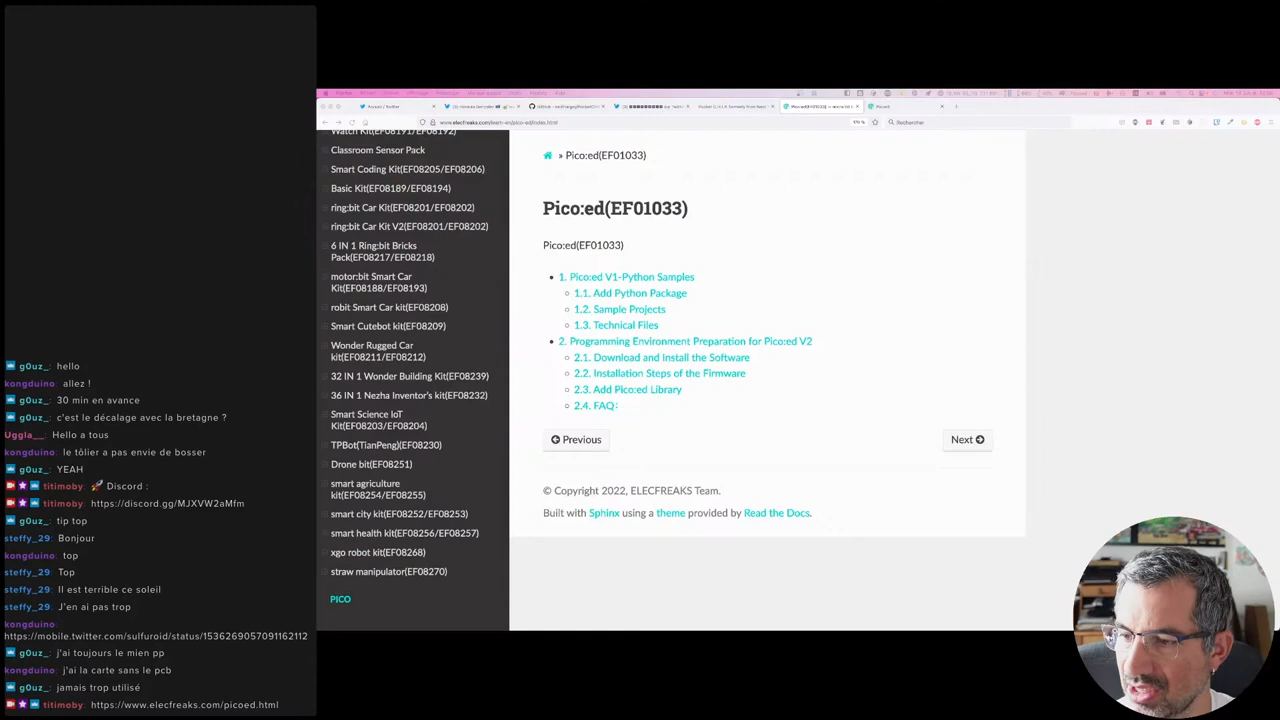 g0uz_: hello
kongduino: allez !
g0uz_: 30 min en avance
g0uz_: c'est le décalage avec la bretagne ?
Uggla__: Hello a tous
kongduino: le tôlier a pas envie de bosser
g0uz_: YEAH
titimoby: 🚀 Discord :
titimoby: https://discord.gg/MJXVW2aMfm
g0uz_: tip top
steffy_29: Bonjour
kongduino: top
steffy_29: Top
steffy_29: Il est terrible ce soleil
steffy_29: J'en ai pas trop
kongduino:
https://mobile.twitter.com/sulfuroid/status/1536269057091162112
g0uz_: j'ai toujours le mien pp
kongduino: j'ai la carte sans le pcb
g0uz_: jamais trop utilisé
titimoby: https://www.elecfreaks.com/picoed.html
www.elecfreaks.com/learn-en/pico-ed/index.html
Rechercher
Watch Kit(EF08191/EF08192)
Classroom Sensor Pack
Smart Coding Kit(EF08205/EF08206)
Basic Kit(EF08189/EF08194)
ring:bit Car Kit(EF08201/EF08202)
ring:bit Car Kit V2(EF08201/EF08202)
6 IN 1 Ring:bit Bricks
Pack(EF08217/EF08218)
motor:bit Smart Car
Kit(EF08188/EF08193)
robit Smart Car kit(EF08208)
Smart Cutebot kit(EF08209)
Wonder Rugged Car
kit(EF08211/EF08212)
32 IN 1 Wonder Building Kit(EF08239)
36 IN 1 Nezha Inventor's kit(EF08232)
Smart Science IoT
Kit(EF08203/EF08204)
TPBot(TianPeng)(EF08230)
Drone bit(EF08251)
smart agriculture
kit(EF08254/EF08255)
smart city kit(EF08252/EF08253)
smart health kit(EF08256/EF08257)
xgo robot kit(EF08268)
straw manipulator(EF08270)
PICO
» Pico:ed(EF01033)
Pico:ed(EF01033)
Pico:ed(EF01033)
1. Pico:ed V1-Python Samples
1.1. Add Python Package
1.2. Sample Projects
1.3. Technical Files
2. Programming Environment Preparation for Pico:ed V2
2.1. Download and Install the Software
2.2. Installation Steps of the Firmware
2.3. Add Pico:ed Library
2.4. FAQ:
Previous
Next
© Copyright 2022, ELECFREAKS Team.
Built with Sphinx using a theme provided by Read the Docs.